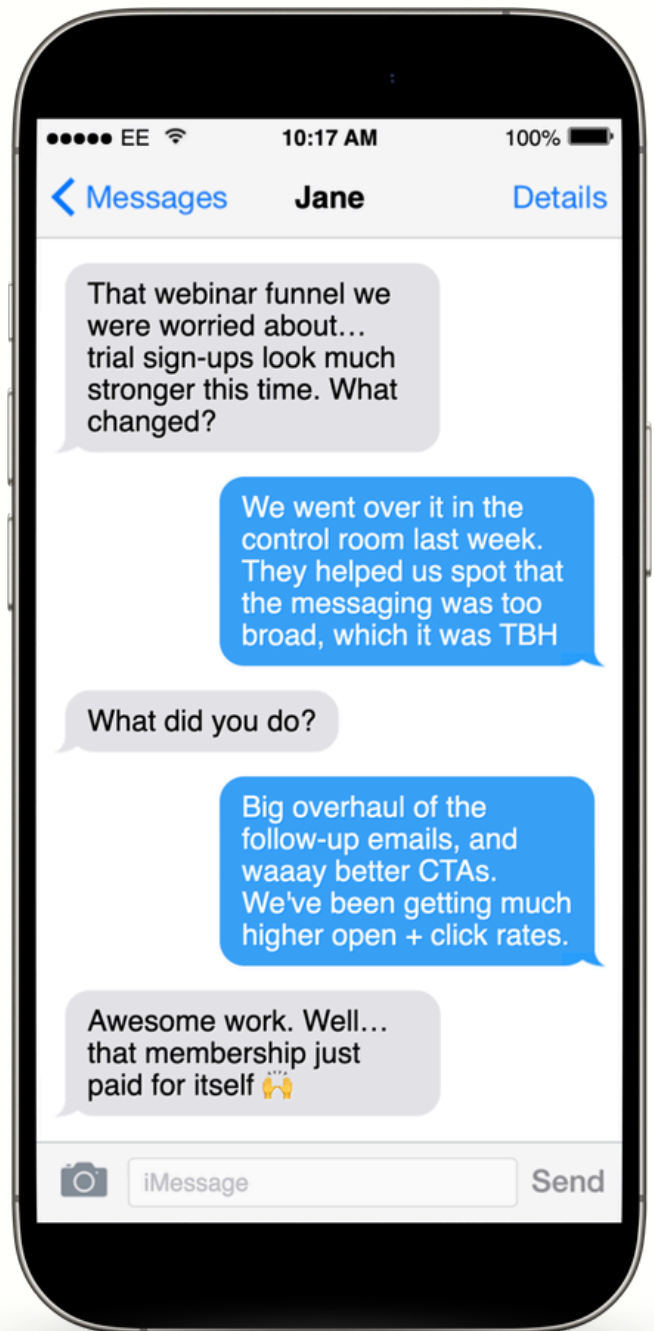 EE 10:17 AM 100%
Messages Jane Details
That webinar funnel we
were worried about…
trial sign-ups look much
stronger this time. What
changed?
We went over it in the
control room last week.
They helped us spot that
the messaging was too
broad, which it was TBH
What did you do?
Big overhaul of the
follow-up emails, and
waaay better CTAs.
We've been getting much
higher open + click rates.
Awesome work. Well…
that membership just
paid for itself 🙌
iMessage Send